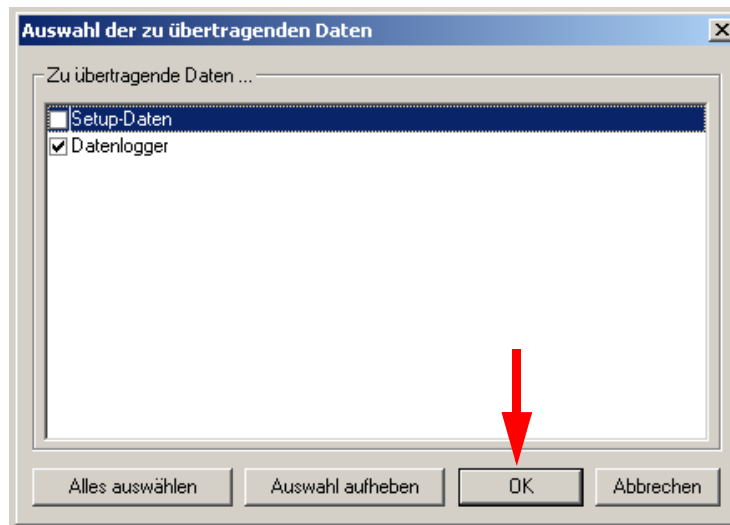 Auswahl der zu übertragenden Daten
Zu übertragende Daten ...
Setup-Daten
Datenlogger
Alles auswählen Auswahl aufheben OK Abbrechen